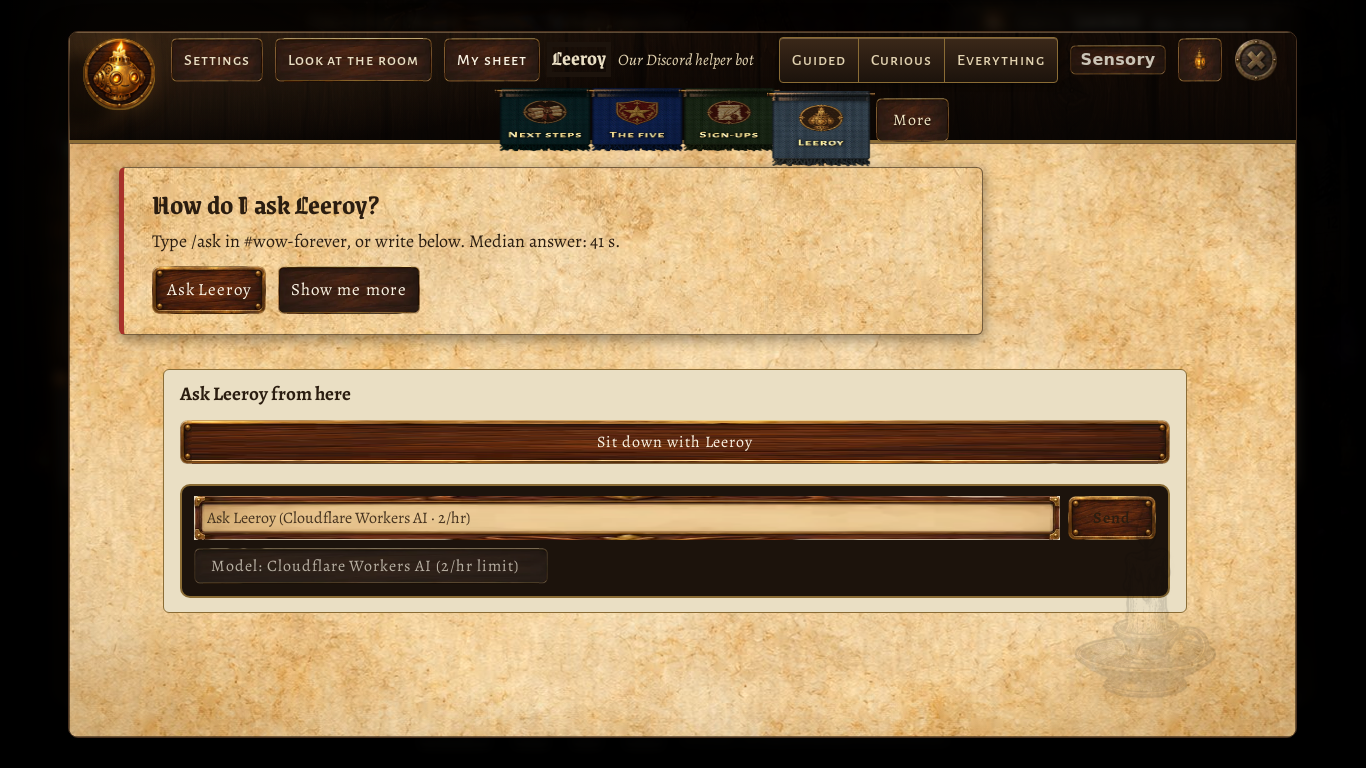 Settings
Look at the room
My sheet
Leeroy Our Discord helper bot
Guided
Curious
Everything
Sensory
Next steps
The Five
Sign-ups
Leeroy
More
How do I ask Leeroy?
Type /ask in #wow-forever, or write below. Median answer: 41 s.
Ask Leeroy
Show me more
Ask Leeroy from here
Sit down with Leeroy
Ask Leeroy (Cloudflare Workers AI · 2/hr)
Send
Model: Cloudflare Workers AI (2/hr limit)